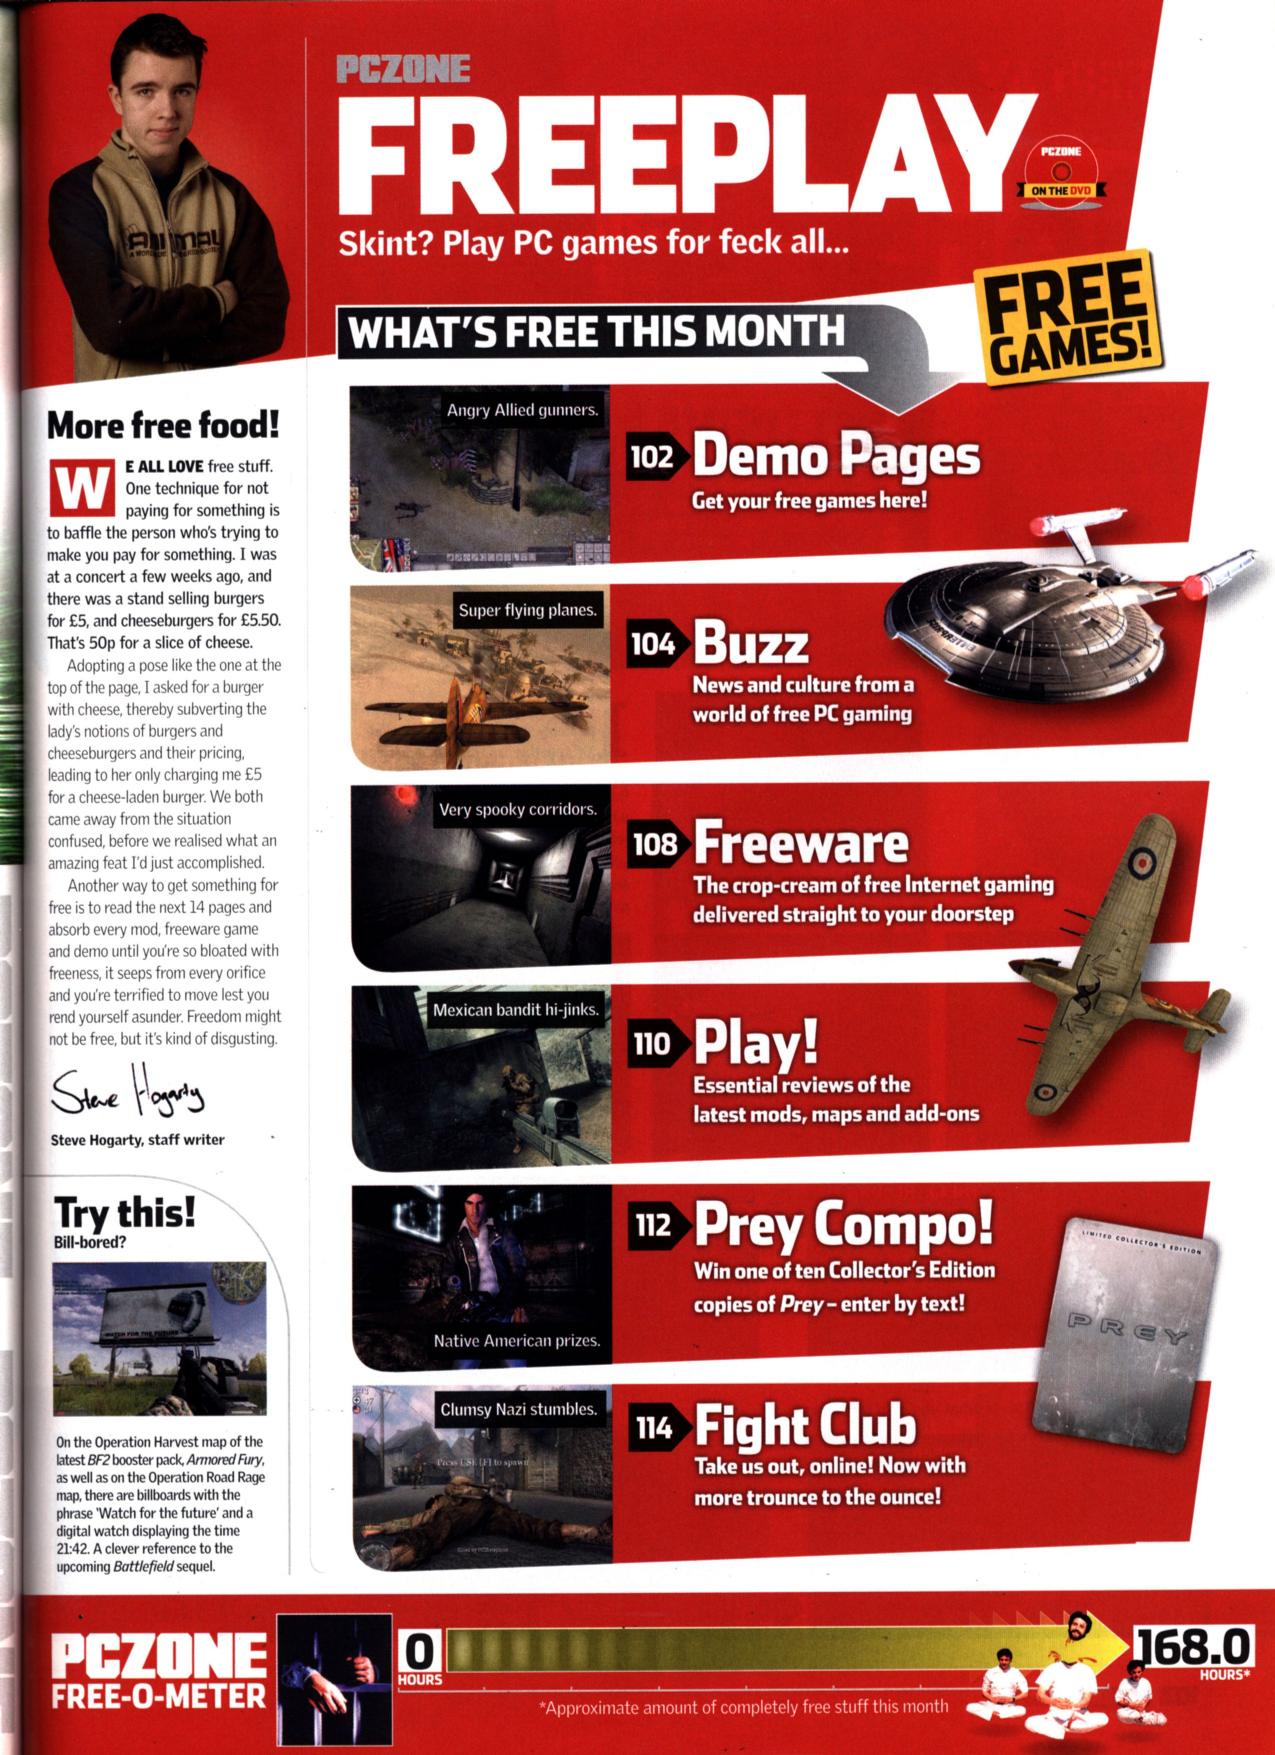 PCZONE
FREEPLAY
PCZONE
ON THE DVD
Skint? Play PC games for feck all...
FREE
GAMES!
WHAT'S FREE THIS MONTH
ANIMAL
More free food!
WE ALL LOVE free stuff.
One technique for not
paying for something is
to baffle the person who's trying to
make you pay for something. I was
at a concert a few weeks ago, and
there was a stand selling burgers
for £5, and cheeseburgers for £5.50.
That's 50p for a slice of cheese.
Adopting a pose like the one at the
top of the page, I asked for a burger
with cheese, thereby subverting the
lady's notions of burgers and
cheeseburgers and their pricing,
leading to her only charging me £5
for a cheese-laden burger. We both
came away from the situation
confused, before we realised what an
amazing feat I'd just accomplished.
Another way to get something for
free is to read the next 14 pages and
absorb every mod, freeware game
and demo until you're so bloated with
freeness, it seeps from every orifice
and you're terrified to move lest you
rend yourself asunder. Freedom might
not be free, but it's kind of disgusting.
Steve Hogarty
Steve Hogarty, staff writer
Try this!
Bill-bored?
WATCH FOR THE FUTURE
On the Operation Harvest map of the
latest BF2 booster pack, Armored Fury,
as well as on the Operation Road Rage
map, there are billboards with the
phrase 'Watch for the future' and a
digital watch displaying the time
21:42. A clever reference to the
upcoming Battlefield sequel.
Angry Allied gunners.
102 Demo Pages
Get your free games here!
Super flying planes.
104 Buzz
News and culture from a
world of free PC gaming
Very spooky corridors.
108 Freeware
The crop-cream of free Internet gaming
delivered straight to your doorstep
Mexican bandit hi-jinks.
110 Play!
Essential reviews of the
latest mods, maps and add-ons
Native American prizes.
112 Prey Compo!
Win one of ten Collector's Edition
copies of Prey – enter by text!
LIMITED COLLECTOR'S EDITION
PREY
Clumsy Nazi stumbles.
Press USE [F] to spawn
114 Fight Club
Take us out, online! Now with
more trounce to the ounce!
PCZONE
FREE-O-METER
0
HOURS
168.0
HOURS*
*Approximate amount of completely free stuff this month